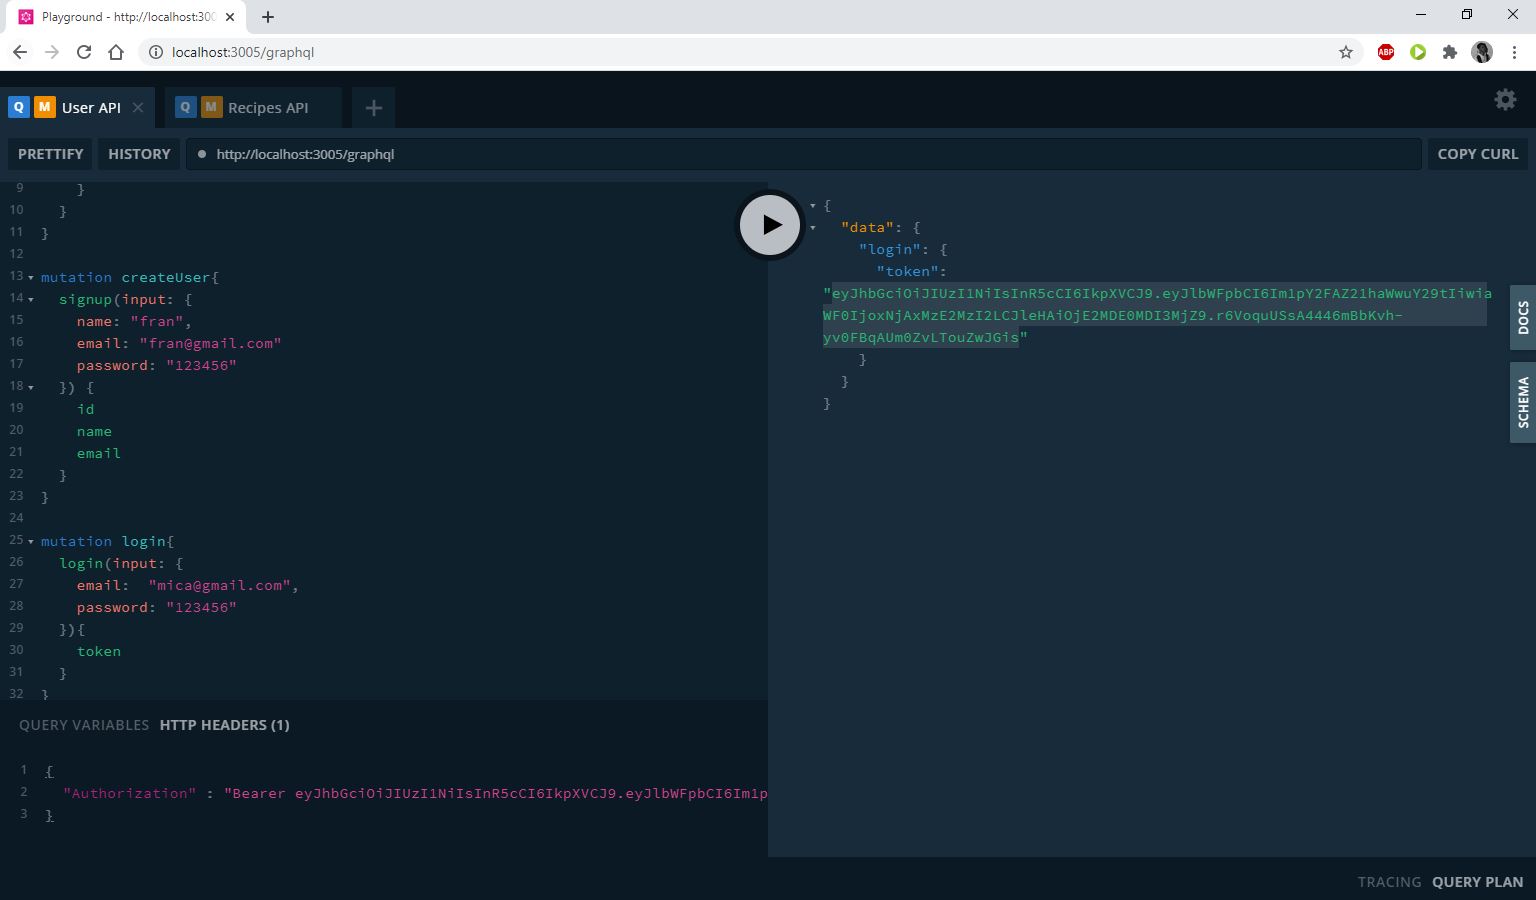 Playground - http://localhost:300
localhost:3005/graphql
ABP
Q M User API
Q M Recipes API
PRETTIFY
HISTORY
http://localhost:3005/graphql
COPY CURL
9 }
10 }
11 }
12
13 mutation createUser{
14 signup(input: {
15 name: "fran",
16 email: "fran@gmail.com"
17 password: "123456"
18 }) {
19 id
20 name
21 email
22 }
23 }
24
25 mutation login{
26 login(input: {
27 email: "mica@gmail.com",
28 password: "123456"
29 }){
30 token
31 }
32 }
{
"data": {
"login": {
"token":
"eyJhbGciOiJIUzI1NiIsInR5cCI6IkpXVCJ9.eyJlbWFpbCI6Im1pY2FAZ21haWwuY29tIiwia
WF0IjoxNjAxMzE2MzI2LCJleHAiOjE2MDE0MDI3MjZ9.r6VoquUSsA4446mBbKvh-
yv0FBqAUm0ZvLTouZwJGis"
}
}
}
DOCS
SCHEMA
QUERY VARIABLES
HTTP HEADERS (1)
1 {
2 "Authorization" : "Bearer eyJhbGciOiJIUzI1NiIsInR5cCI6IkpXVCJ9.eyJlbWFpbCI6Im1p
3 }
TRACING
QUERY PLAN